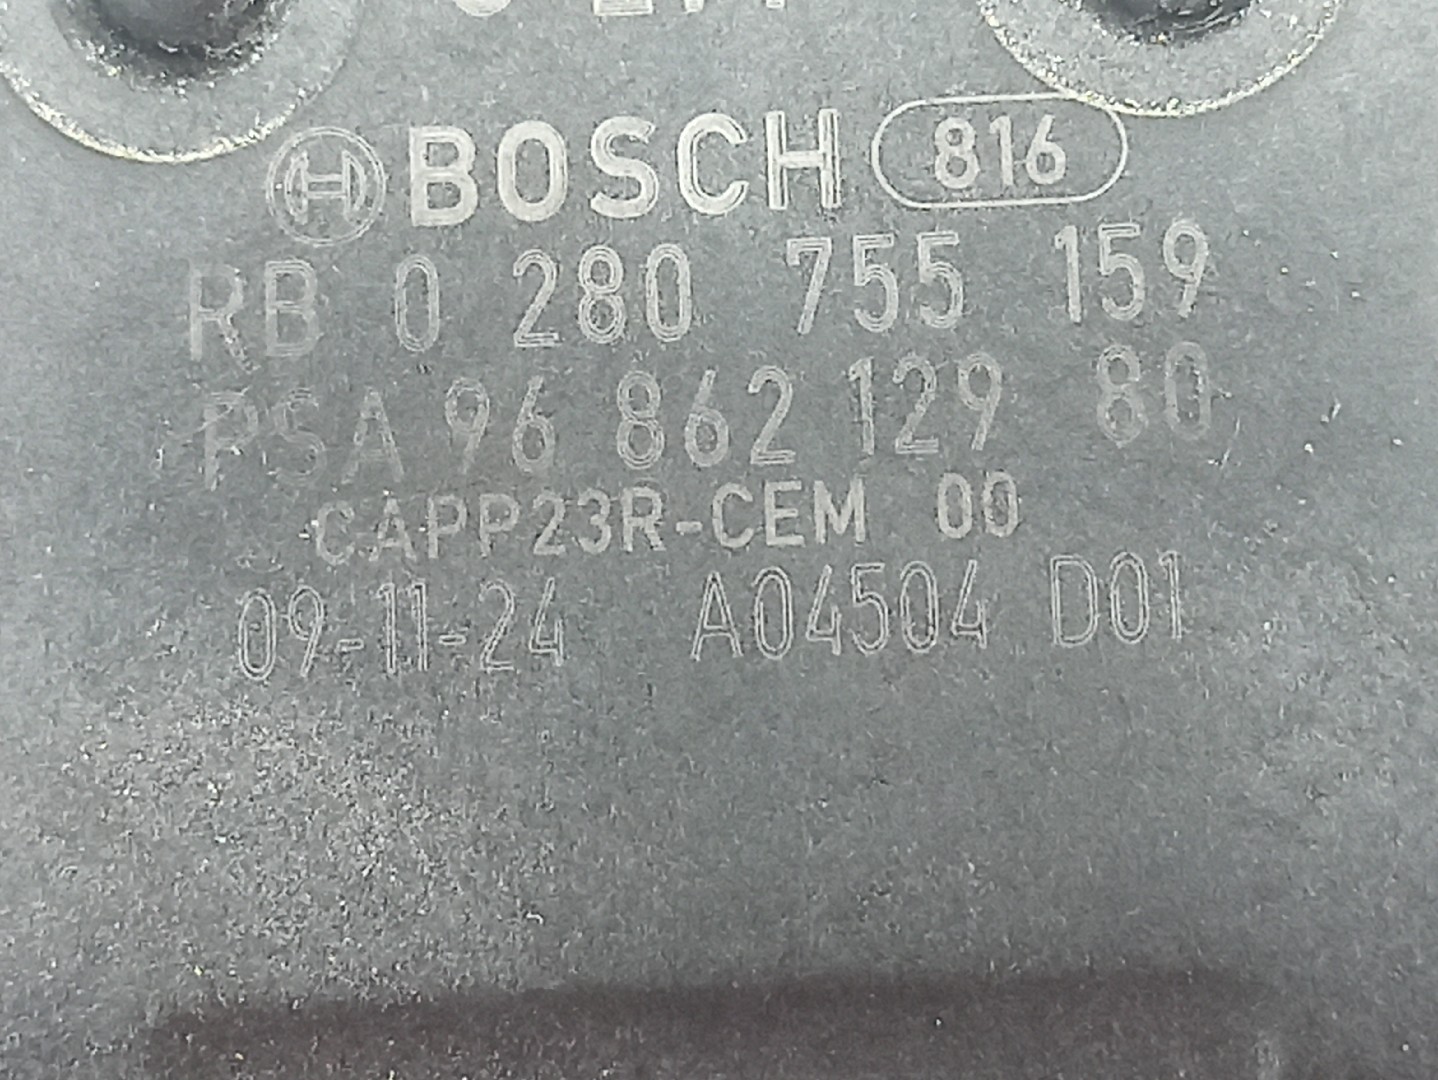 BOSCH 816
RB 0 280 755 159
PSA 96 862 129 80
CAPP23R-CEM 00
09-11-24 A04504 D01